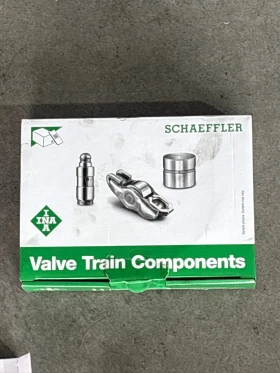 SCHAEFFLER
INA
Valve Train Components